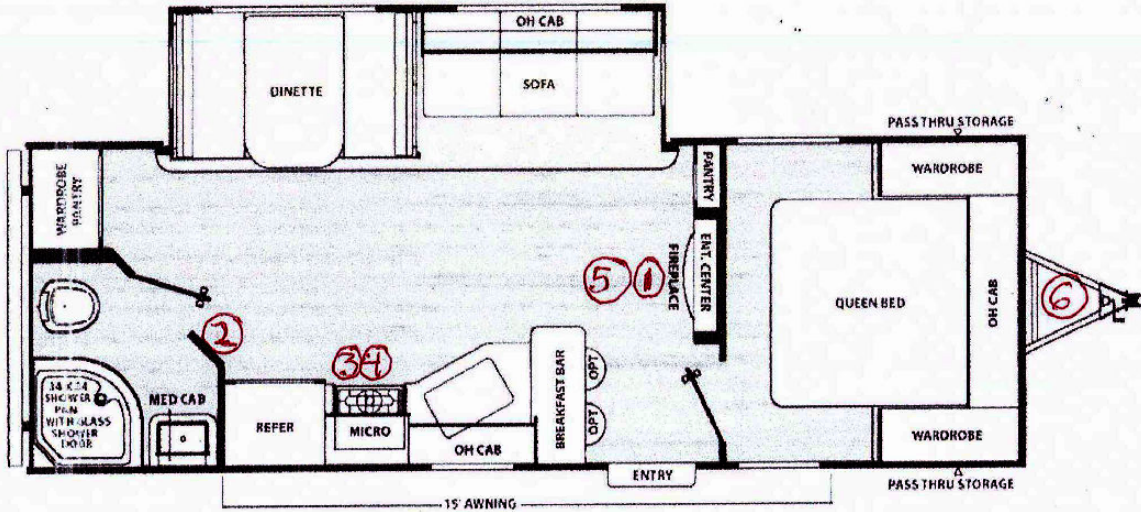 OH CAB
DINETTE
SOFA
PASS THRU STORAGE
WARDROBE
PANTRY
PANTRY
WARDROBE
ENT. CENTER
FIREPLACE
5
1
QUEEN BED
OH CAB
6
2
3
4
34 X 24
SHOWER
PAN
WITH GLASS
SHOWER
DOOR
MED CAB
REFER
MICRO
OH CAB
BREAKFAST BAR
OPT
OPT
WARDROBE
ENTRY
PASS THRU STORAGE
15' AWNING